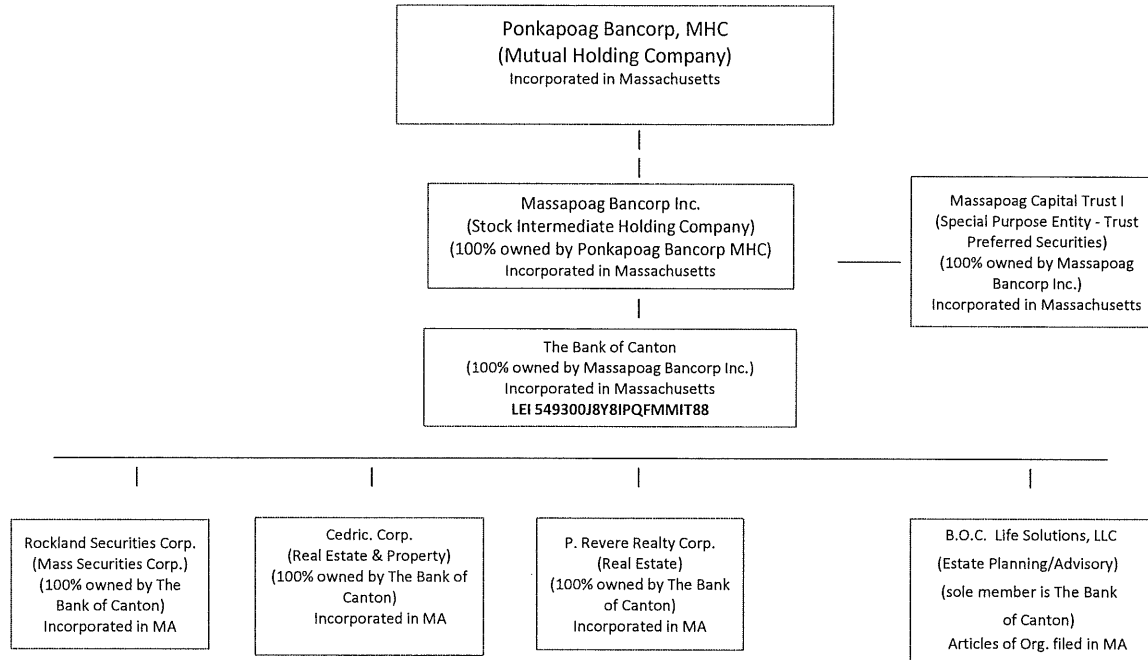 Ponkapoag Bancorp, MHC
(Mutual Holding Company)
Incorporated in Massachusetts
Massapoag Bancorp Inc.
(Stock Intermediate Holding Company)
(100% owned by Ponkapoag Bancorp MHC)
Incorporated in Massachusetts
Massapoag Capital Trust I
(Special Purpose Entity - Trust
Preferred Securities)
(100% owned by Massapoag
Bancorp Inc.)
Incorporated in Massachusetts
The Bank of Canton
(100% owned by Massapoag Bancorp Inc.)
Incorporated in Massachusetts
LEI 549300J8Y8IPQFMMIT88
Rockland Securities Corp.
(Mass Securities Corp.)
(100% owned by The
Bank of Canton)
Incorporated in MA
Cedric. Corp.
(Real Estate & Property)
(100% owned by The Bank of
Canton)
Incorporated in MA
P. Revere Realty Corp.
(Real Estate)
(100% owned by The Bank
of Canton)
Incorporated in MA
B.O.C. Life Solutions, LLC
(Estate Planning/Advisory)
(sole member is The Bank
of Canton)
Articles of Org. filed in MA